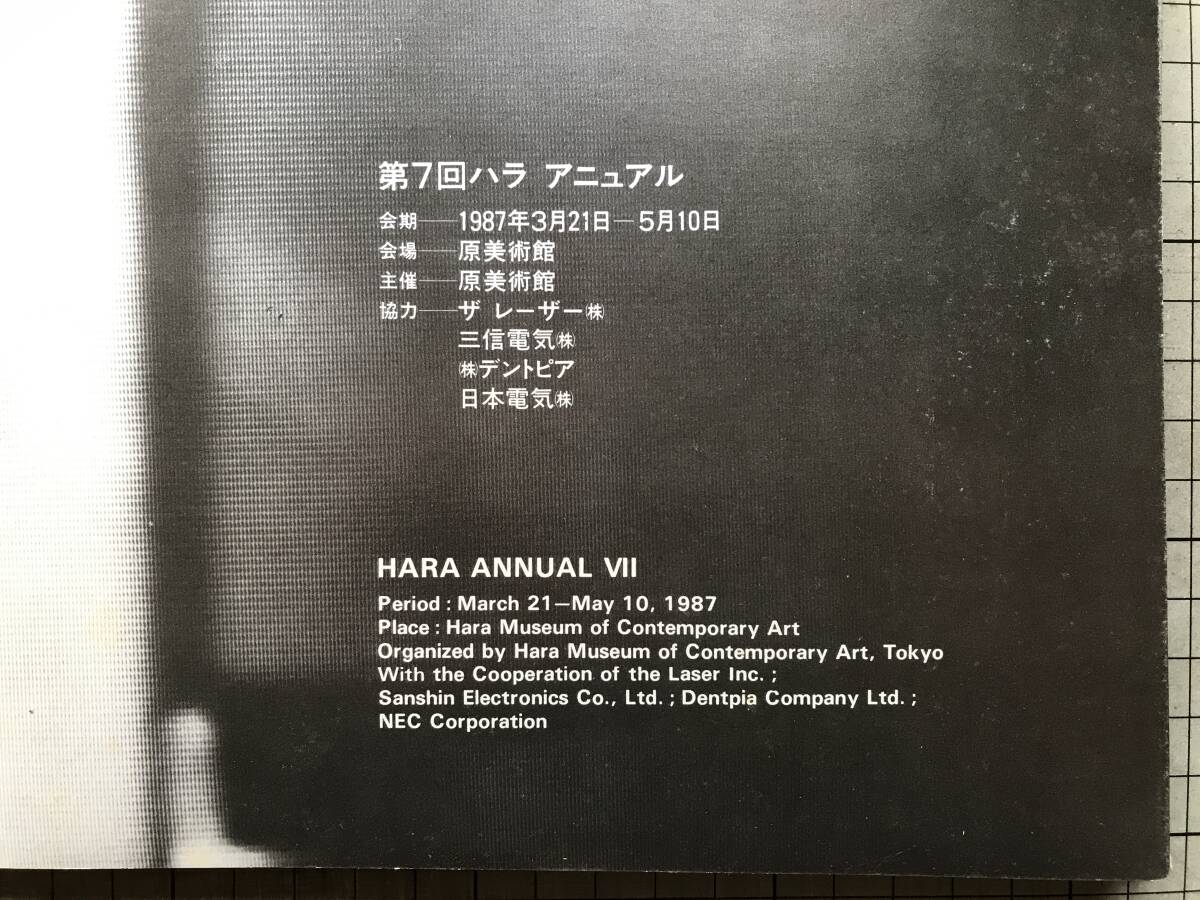 第7回ハラ アニュアル
会期──1987年3月21日─5月10日
会場──原美術館
主催──原美術館
協力──ザ レーザー㈱
三信電気㈱
㈱デントピア
日本電気㈱
HARA ANNUAL VII
Period : March 21—May 10, 1987
Place : Hara Museum of Contemporary Art
Organized by Hara Museum of Contemporary Art, Tokyo
With the Cooperation of the Laser Inc. ;
Sanshin Electronics Co., Ltd. ; Dentpia Company Ltd. ;
NEC Corporation